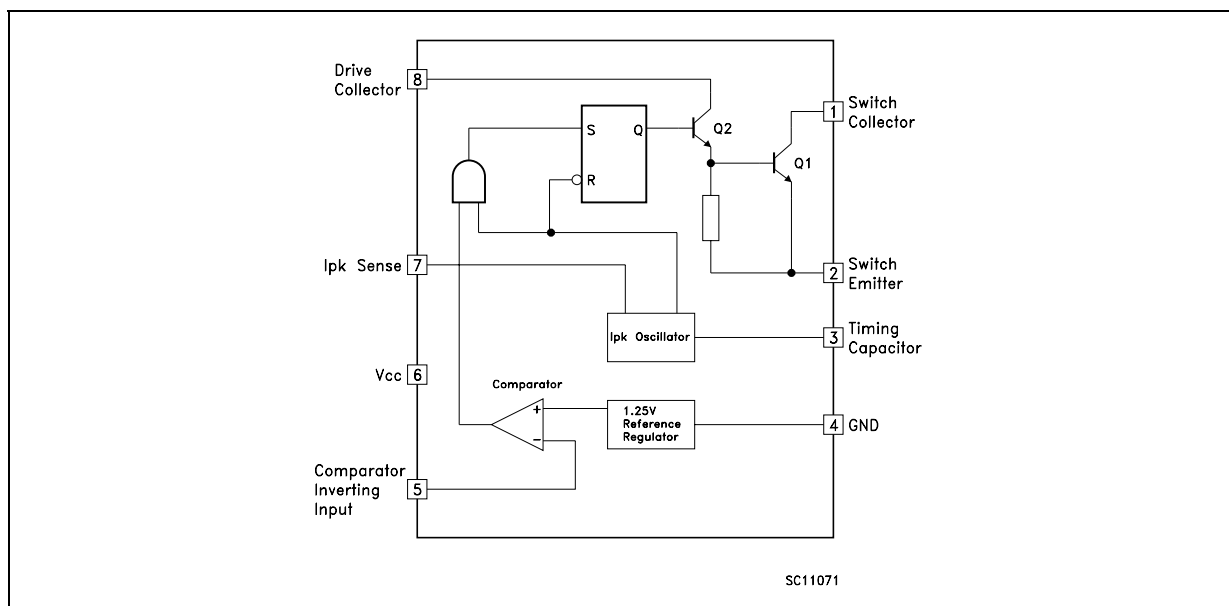 Drive
Collector
8
S
Q
R
Q2
Q1
1
Switch
Collector
Ipk Sense
7
2
Switch
Emitter
Ipk Oscillator
3
Timing
Capacitor
Vcc
6
Comparator
+
−
1.25V
Reference
Regulator
4
GND
Comparator
Inverting
Input
5
SC11071